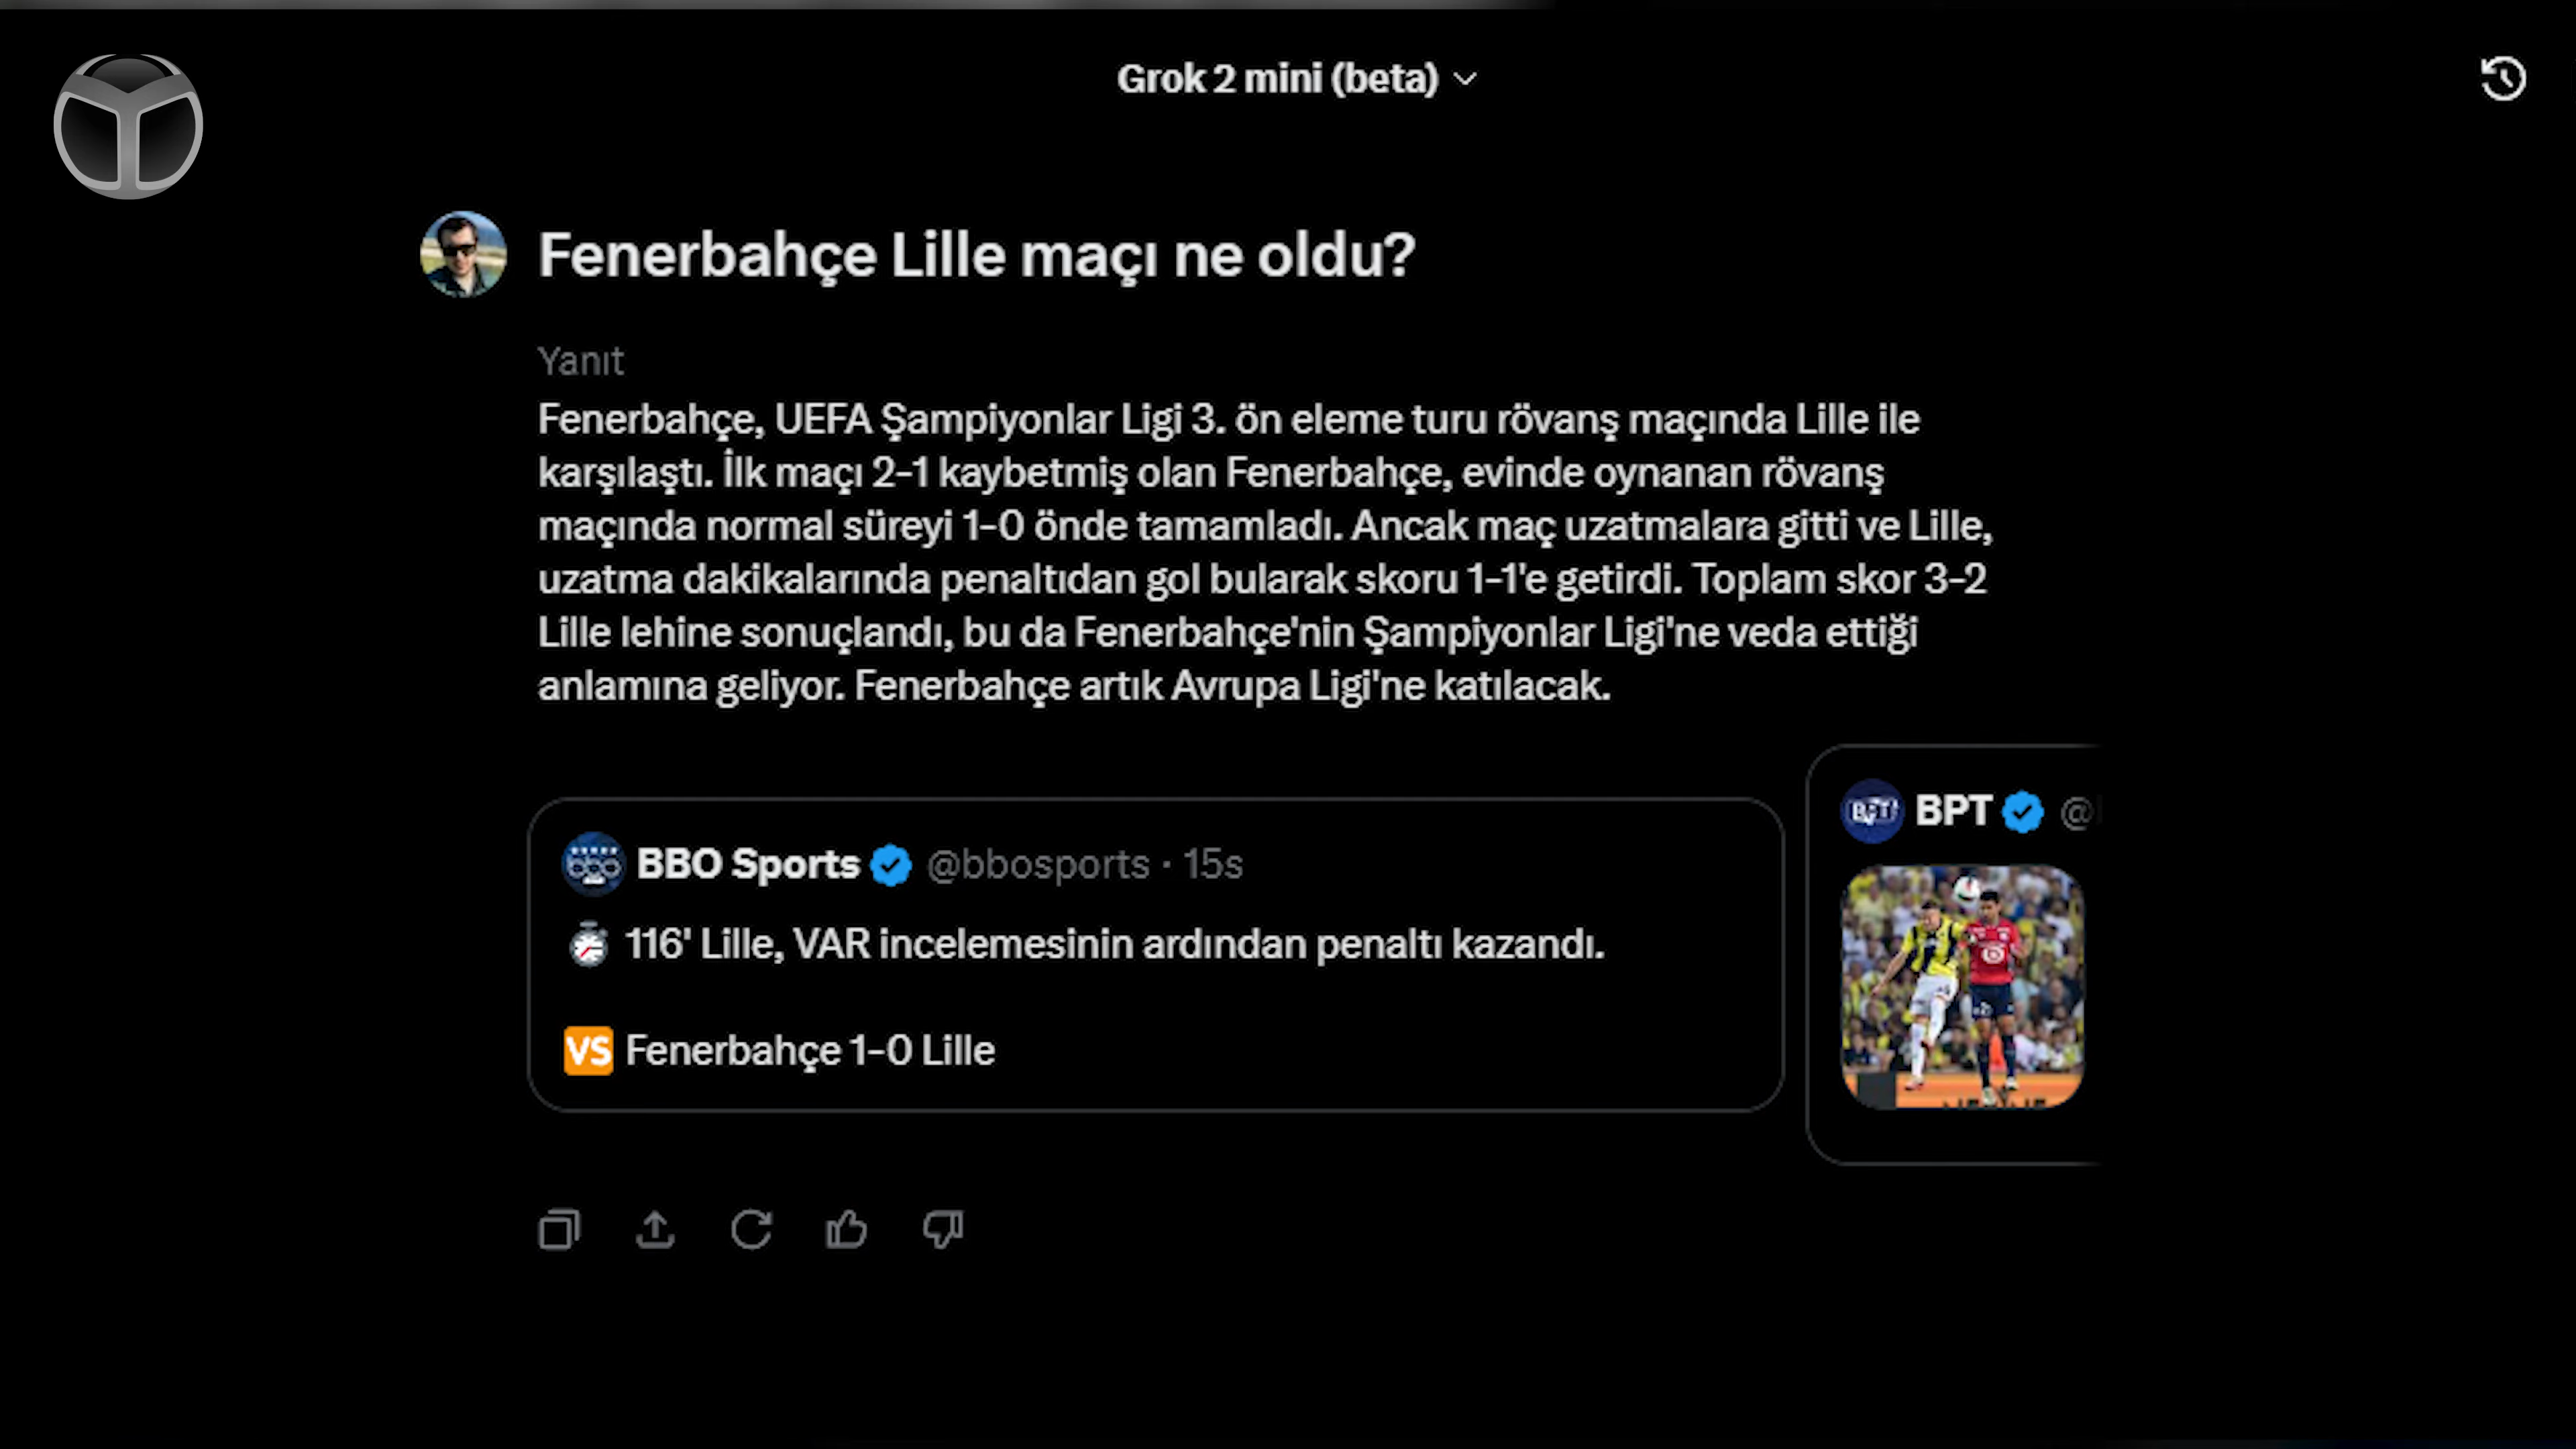 Grok 2 mini (beta)
Fenerbahçe Lille maçı ne oldu?
Yanıt
Fenerbahçe, UEFA Şampiyonlar Ligi 3. ön eleme turu rövanş maçında Lille ile
karşılaştı. İlk maçı 2-1 kaybetmiş olan Fenerbahçe, evinde oynanan rövanş
maçında normal süreyi 1-0 önde tamamladı. Ancak maç uzatmalara gitti ve Lille,
uzatma dakikalarında penaltıdan gol bularak skoru 1-1'e getirdi. Toplam skor 3-2
Lille lehine sonuçlandı, bu da Fenerbahçe'nin Şampiyonlar Ligi'ne veda ettiği
anlamına geliyor. Fenerbahçe artık Avrupa Ligi'ne katılacak.
bbo BBO Sports @bbosports · 15s
116' Lille, VAR incelemesinin ardından penaltı kazandı.
VS Fenerbahçe 1-0 Lille
BPT BPT @